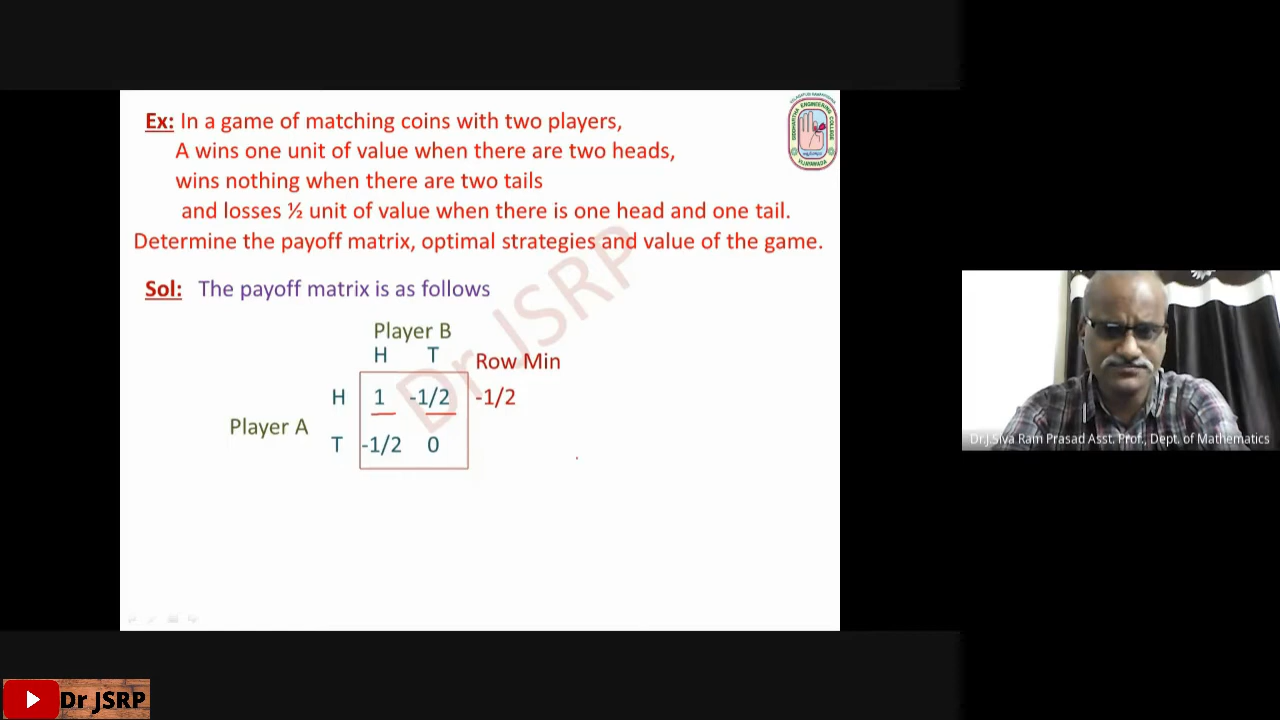 Ex: In a game of matching coins with two players,
A wins one unit of value when there are two heads,
wins nothing when there are two tails
and losses ½ unit of value when there is one head and one tail.
Determine the payoff matrix, optimal strategies and value of the game.
Sol: The payoff matrix is as follows
Player B
H T Row Min
H 1 -1/2 -1/2
Player A
T -1/2 0
Dr JSRP
SIDDHARTHA ENGINEERING COLLEGE
VIJAYAWADA
Dr.J.Siva Ram Prasad Asst. Prof., Dept. of Mathematics
Dr JSRP